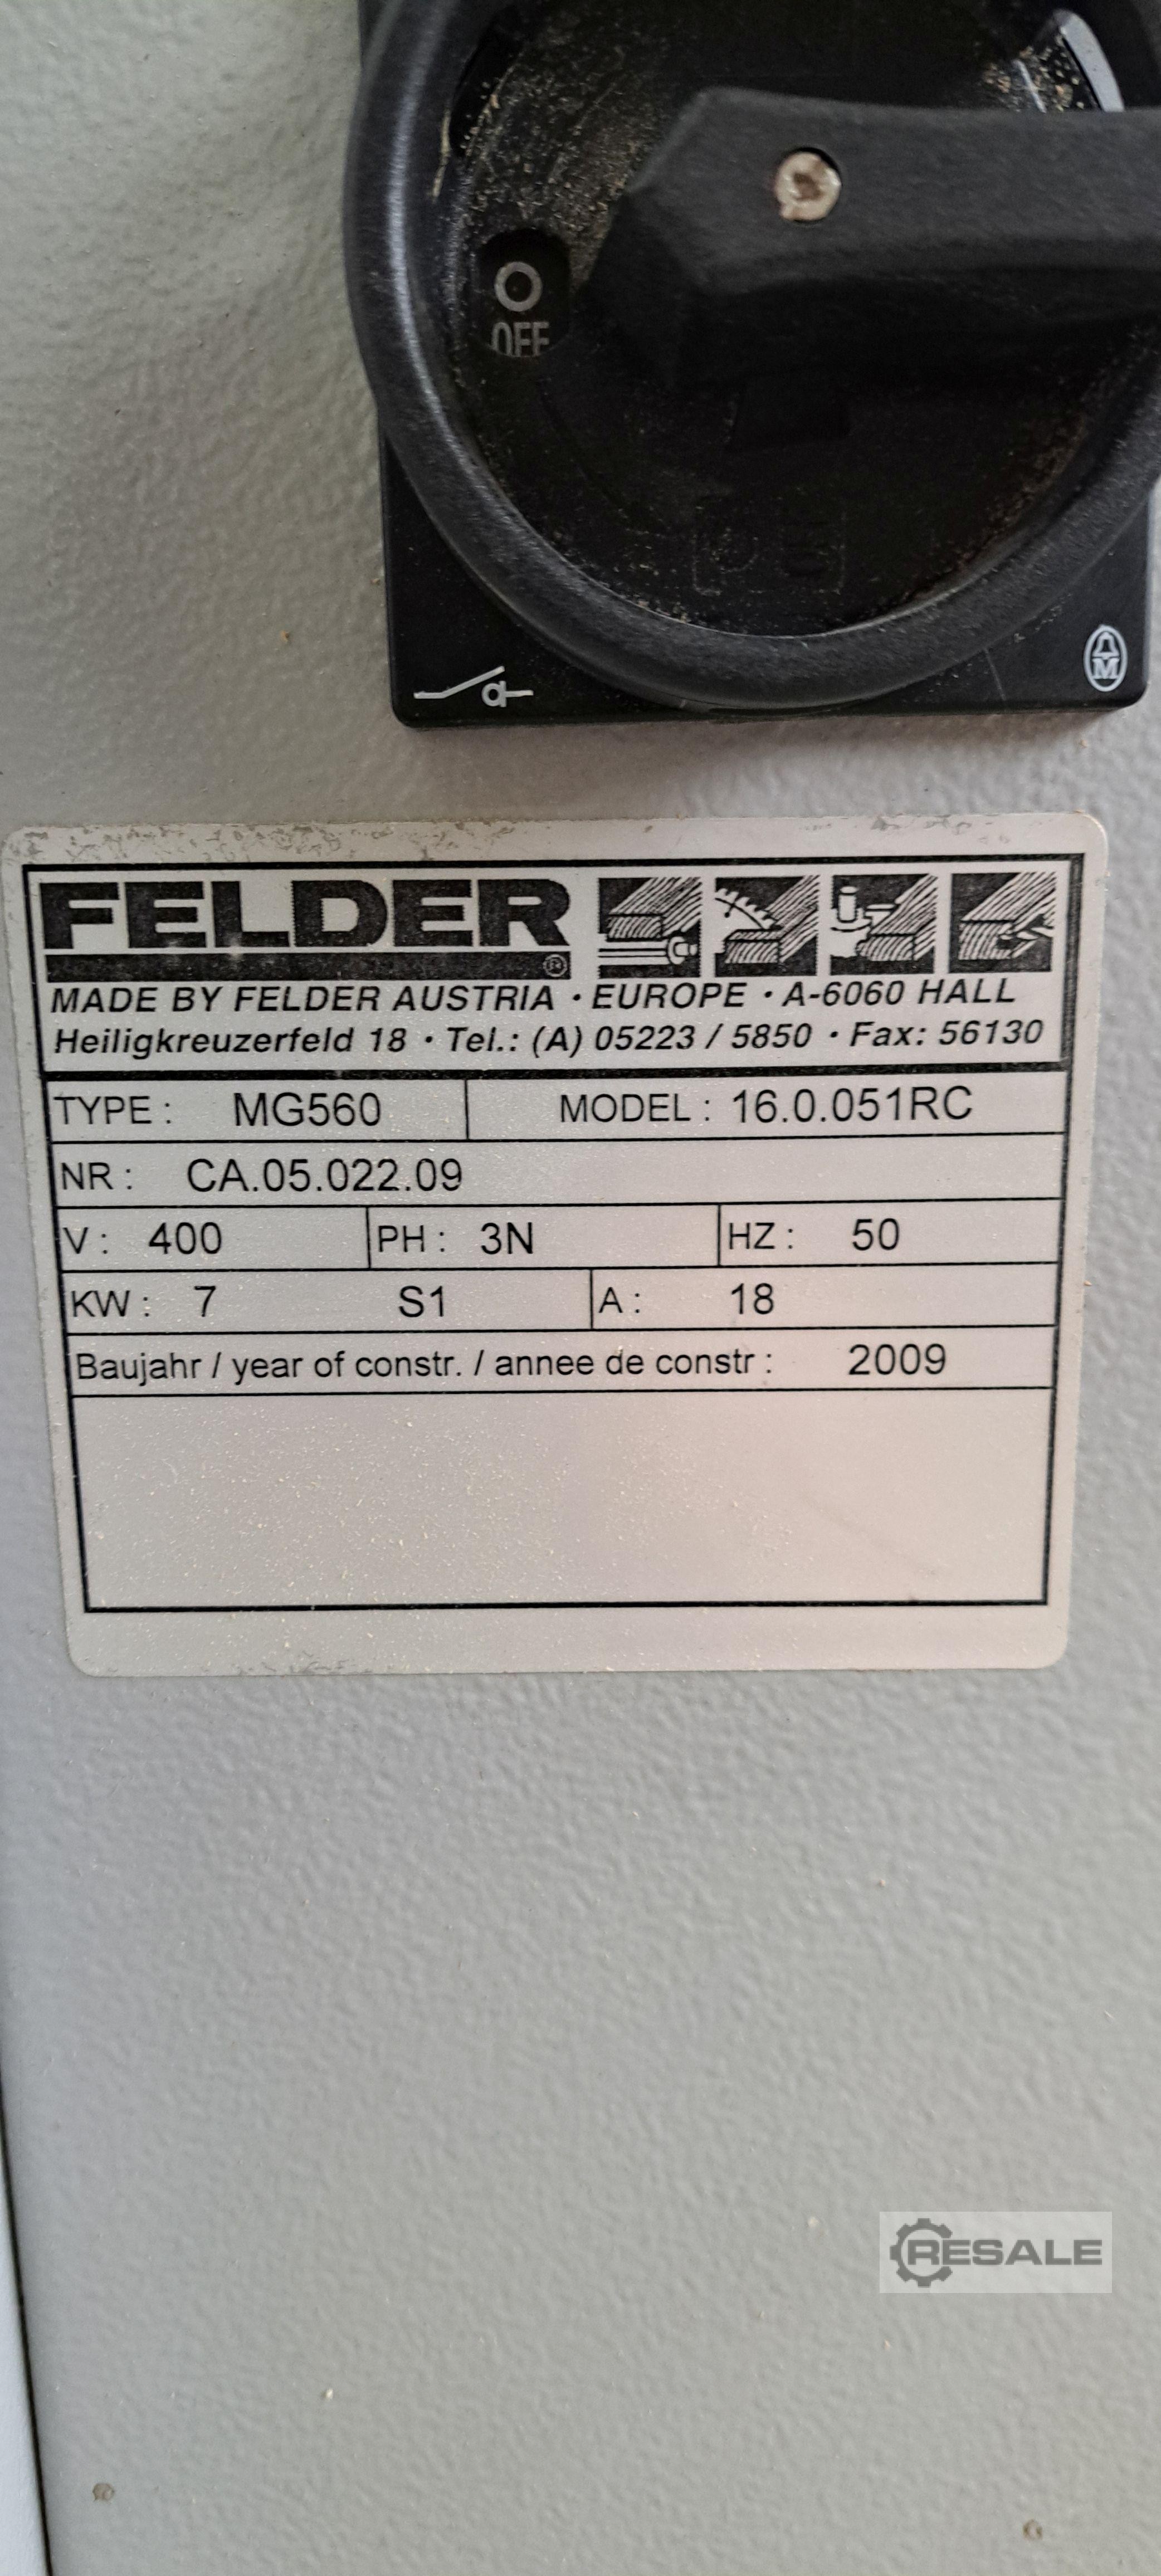 O
OFF
FELDER
®
MADE BY FELDER AUSTRIA · EUROPE · A-6060 HALL
Heiligkreuzerfeld 18 · Tel.: (A) 05223 / 5850 · Fax: 56130
TYPE : MG560 MODEL : 16.0.051RC
NR : CA.05.022.09
V : 400 PH : 3N HZ : 50
KW : 7 S1 A : 18
Baujahr / year of constr. / annee de constr : 2009
RESALE